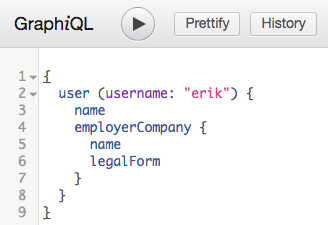 GraphiQL Prettify History
1 {
2 user (username: "erik") {
3 name
4 employerCompany {
5 name
6 legalForm
7 }
8 }
9 }